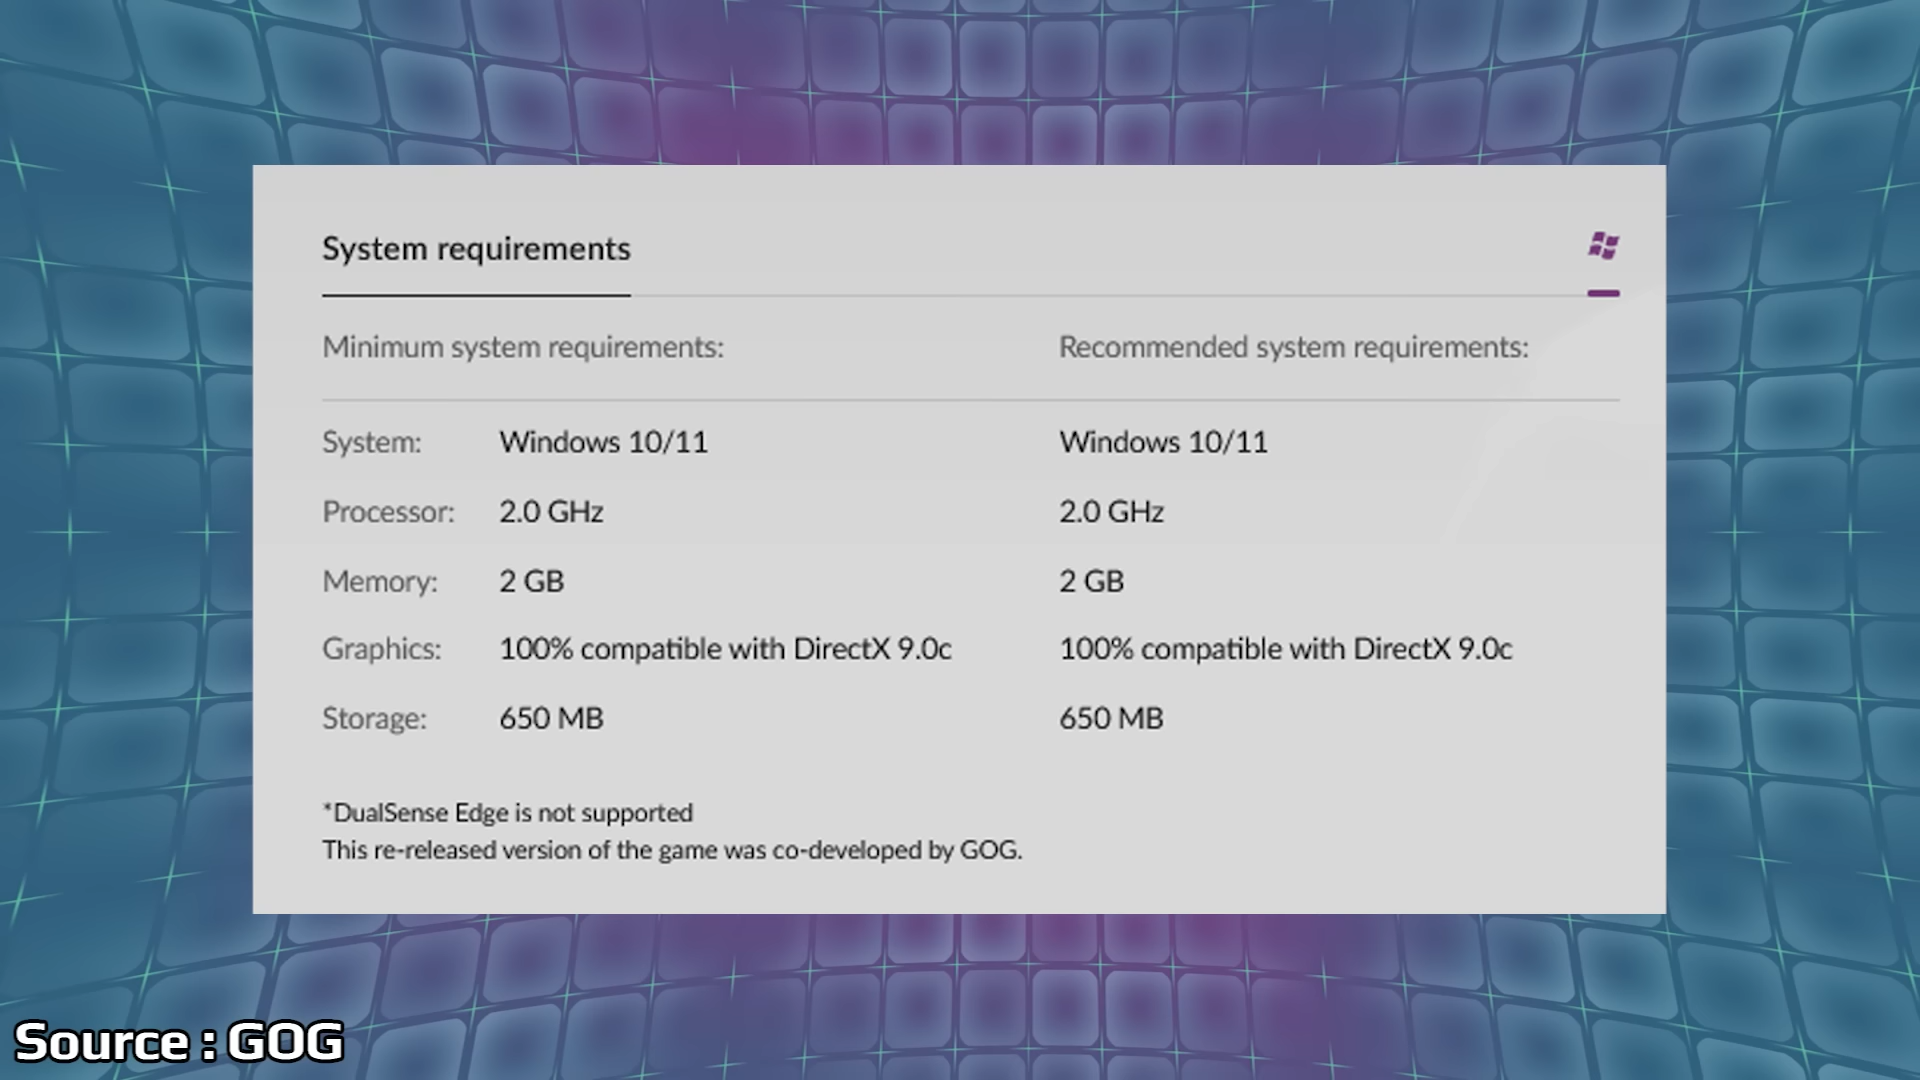 System requirements
Minimum system requirements: Recommended system requirements:
System: Windows 10/11 Windows 10/11
Processor: 2.0 GHz 2.0 GHz
Memory: 2 GB 2 GB
Graphics: 100% compatible with DirectX 9.0c 100% compatible with DirectX 9.0c
Storage: 650 MB 650 MB
*DualSense Edge is not supported
This re-released version of the game was co-developed by GOG.
Source : GOG